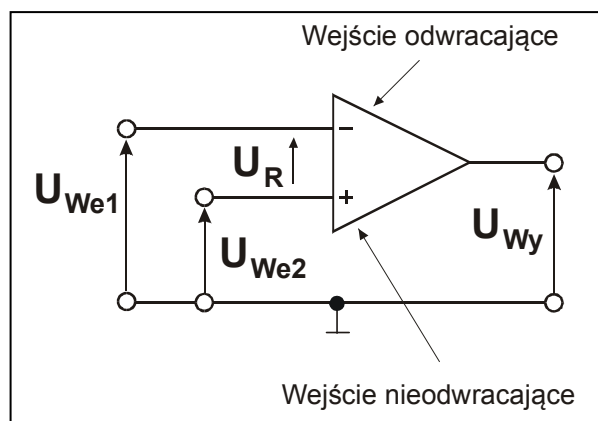 Wejście odwracające
−
U_R
U_We1
+
U_We2
U_Wy
Wejście nieodwracające